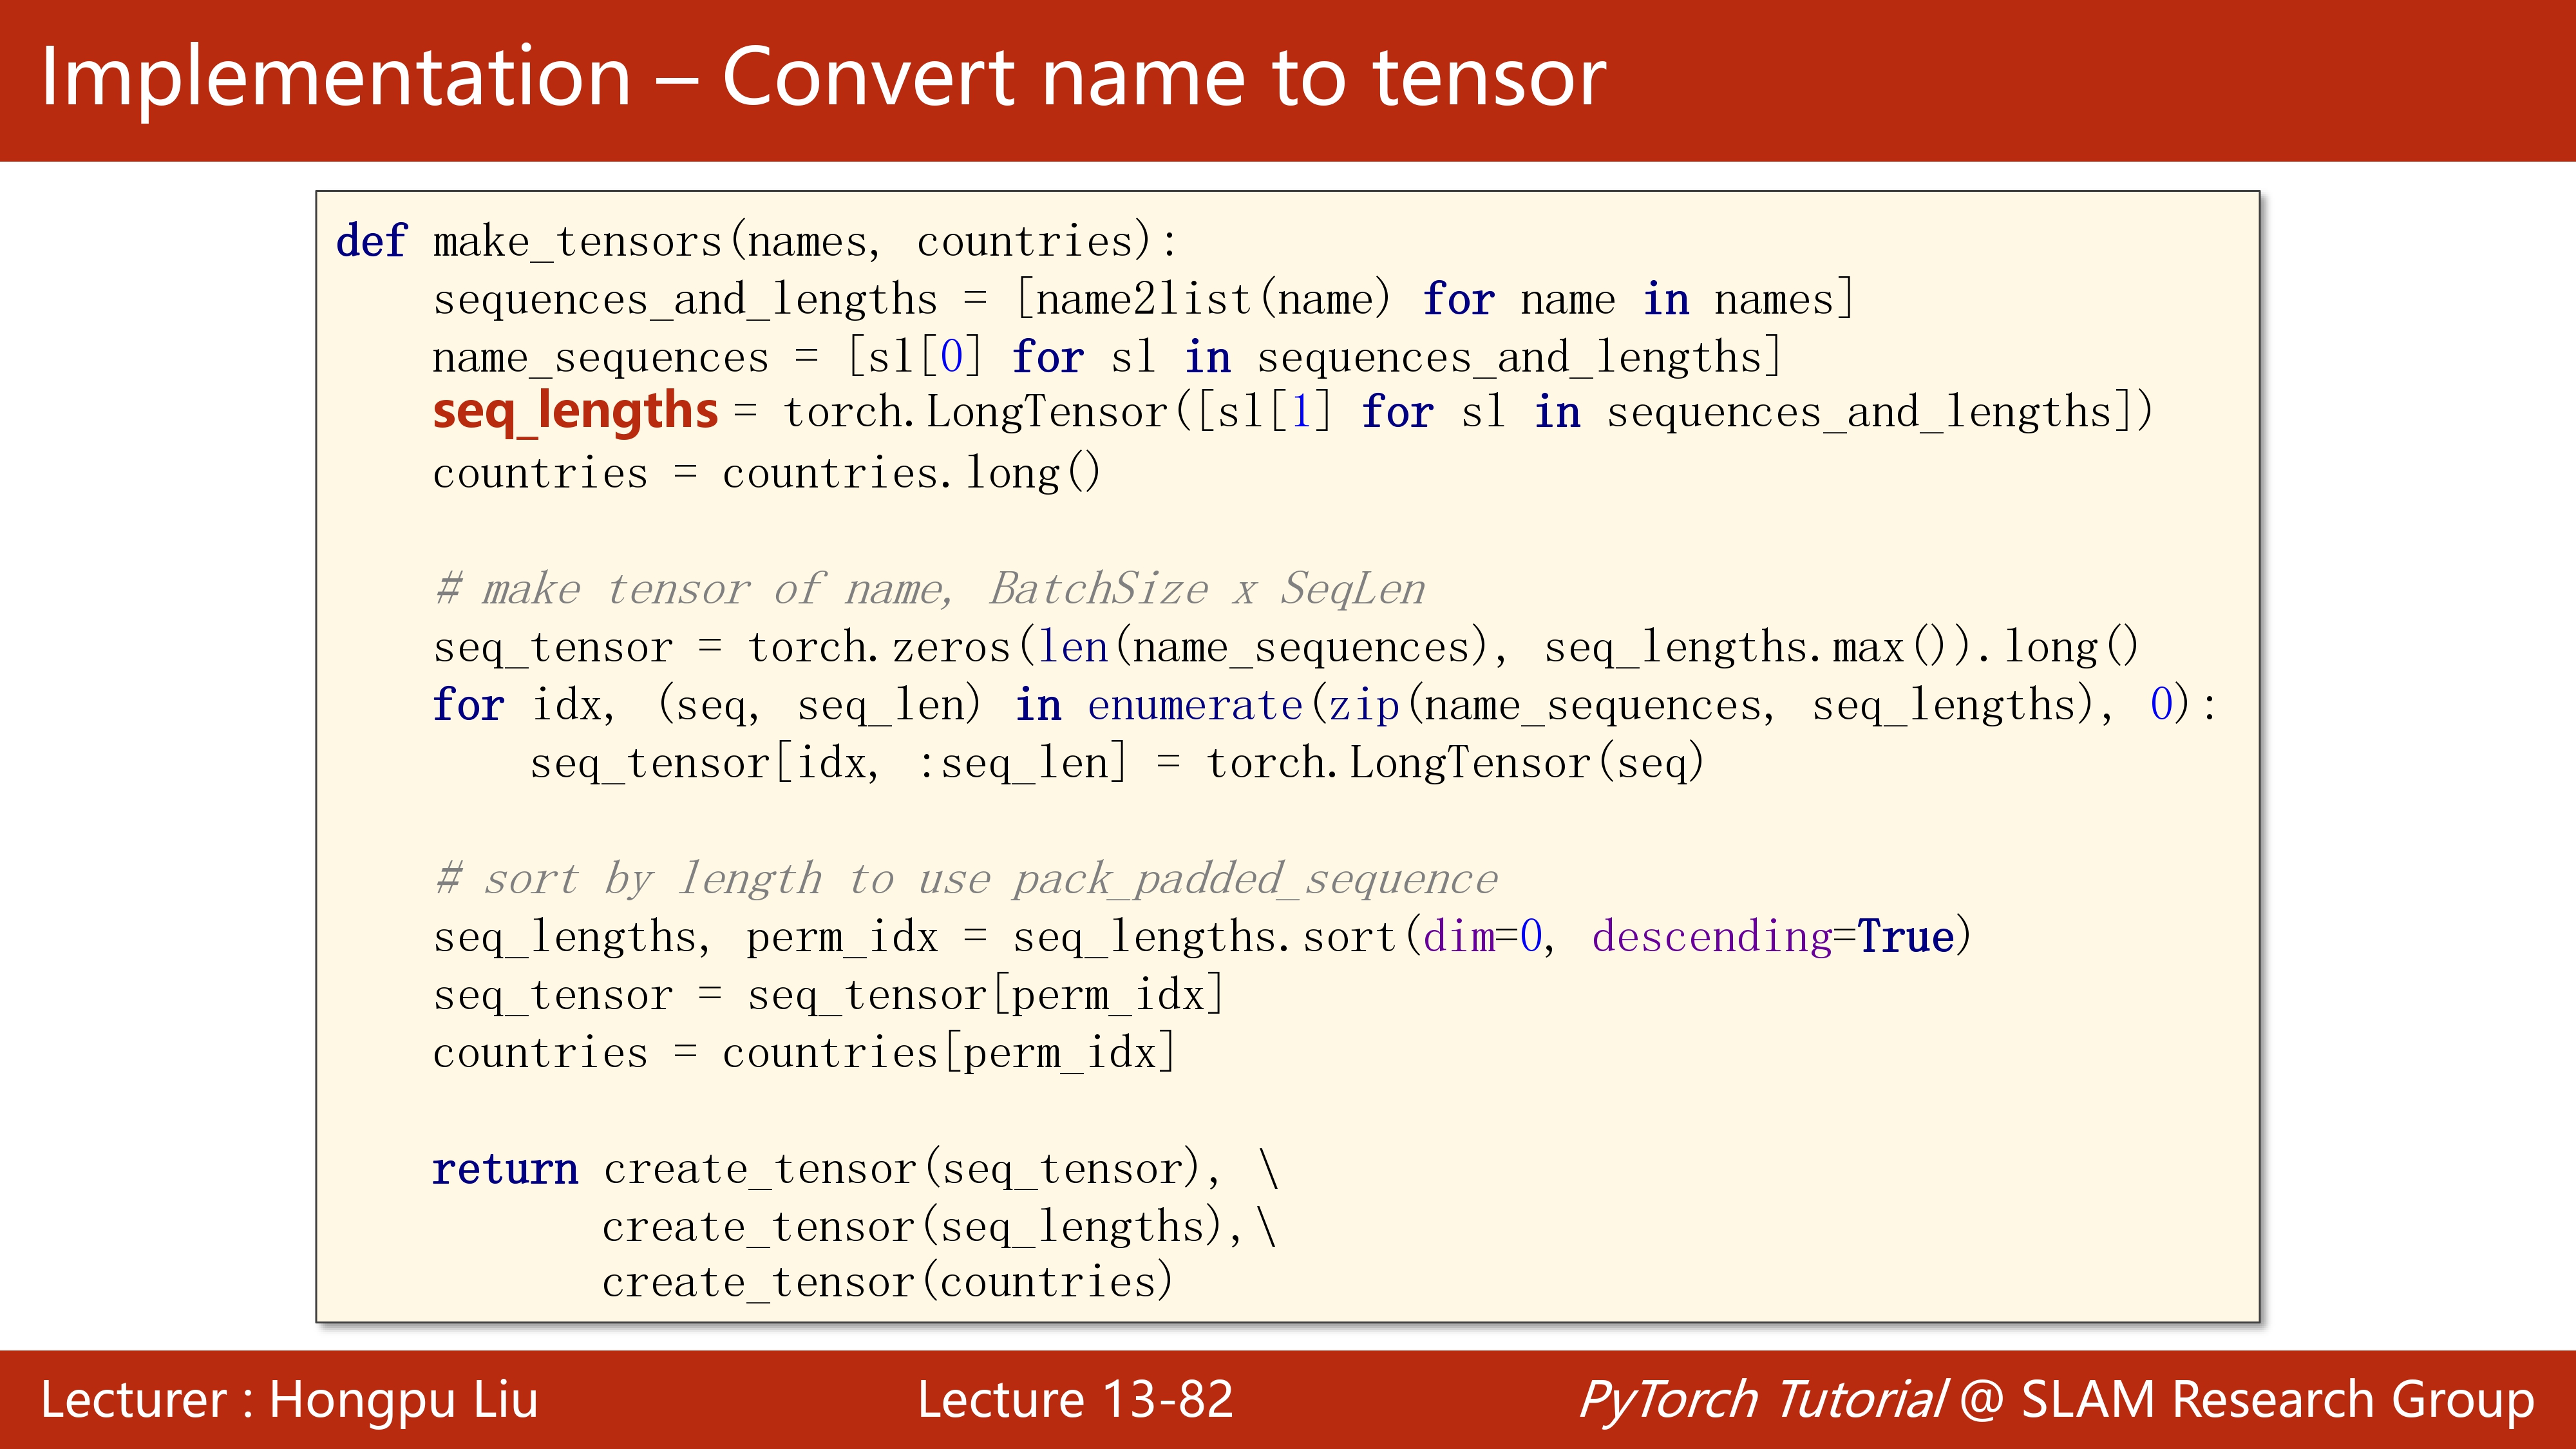 Implementation – Convert name to tensor
def make_tensors(names, countries):
    sequences_and_lengths = [name2list(name) for name in names]
    name_sequences = [sl[0] for sl in sequences_and_lengths]
    seq_lengths = torch.LongTensor([sl[1] for sl in sequences_and_lengths])
    countries = countries.long()
    # make tensor of name, BatchSize x SeqLen
    seq_tensor = torch.zeros(len(name_sequences), seq_lengths.max()).long()
    for idx, (seq, seq_len) in enumerate(zip(name_sequences, seq_lengths), 0):
        seq_tensor[idx, :seq_len] = torch.LongTensor(seq)
    # sort by length to use pack_padded_sequence
    seq_lengths, perm_idx = seq_lengths.sort(dim=0, descending=True)
    seq_tensor = seq_tensor[perm_idx]
    countries = countries[perm_idx]
    return create_tensor(seq_tensor), \
           create_tensor(seq_lengths),\
           create_tensor(countries)
Lecturer : Hongpu Liu
Lecture 13-82
PyTorch Tutorial @ SLAM Research Group